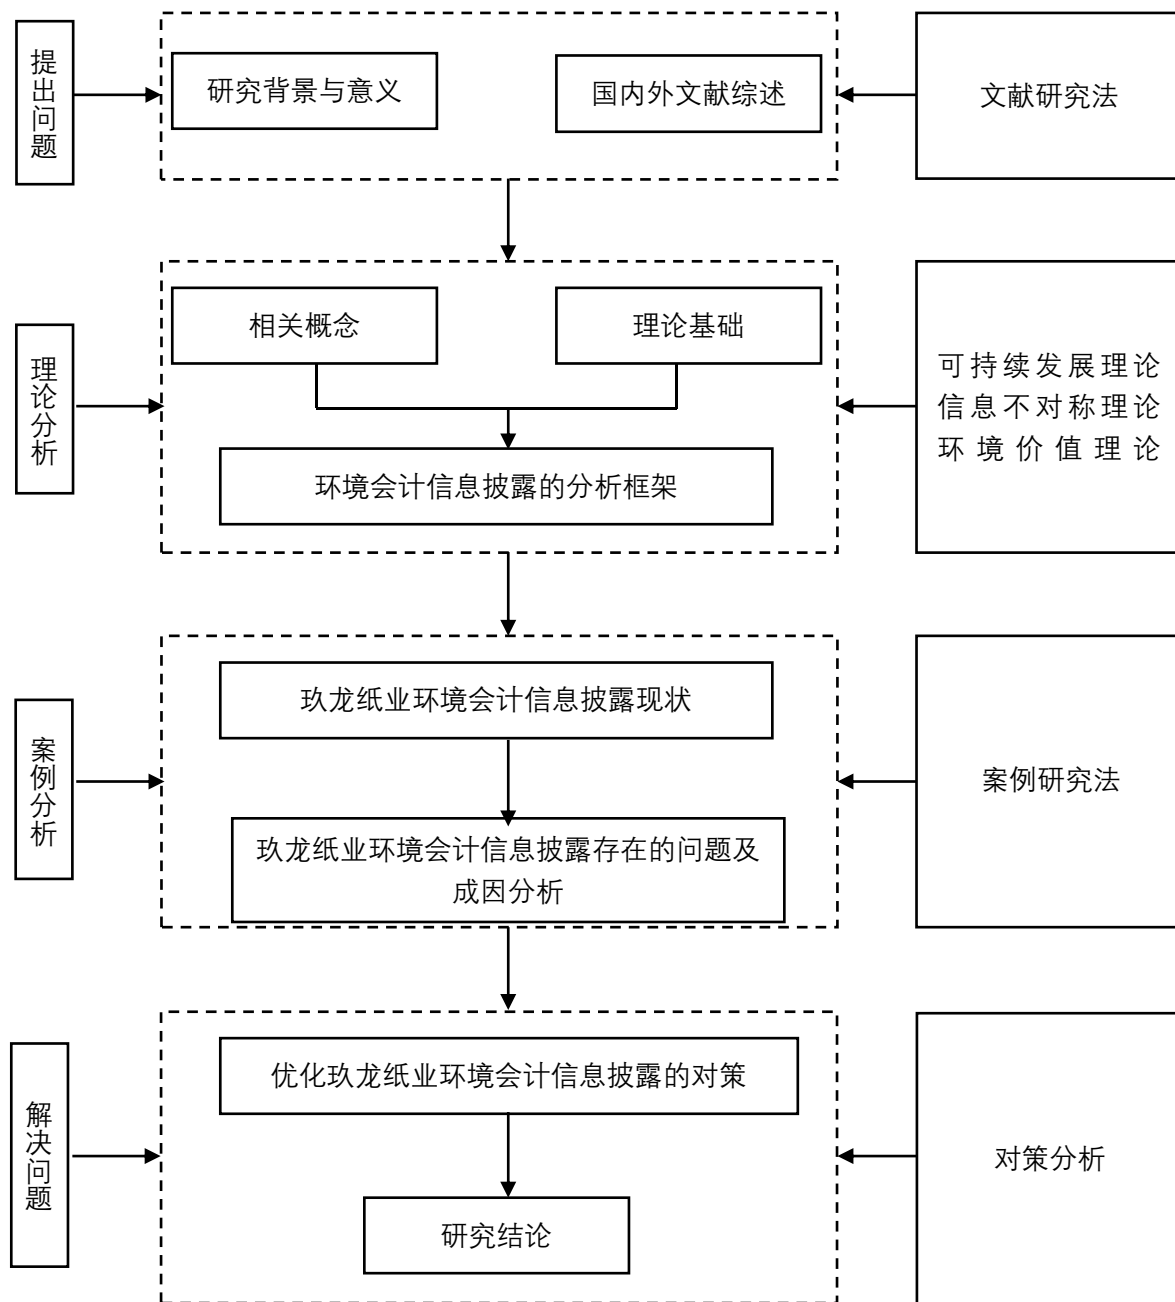 提出问题
研究背景与意义
国内外文献综述
文献研究法
理论分析
相关概念
理论基础
环境会计信息披露的分析框架
可持续发展理论
信息不对称理论
环境价值理论
案例分析
玖龙纸业环境会计信息披露现状
玖龙纸业环境会计信息披露存在的问题及
成因分析
案例研究法
解决问题
优化玖龙纸业环境会计信息披露的对策
研究结论
对策分析